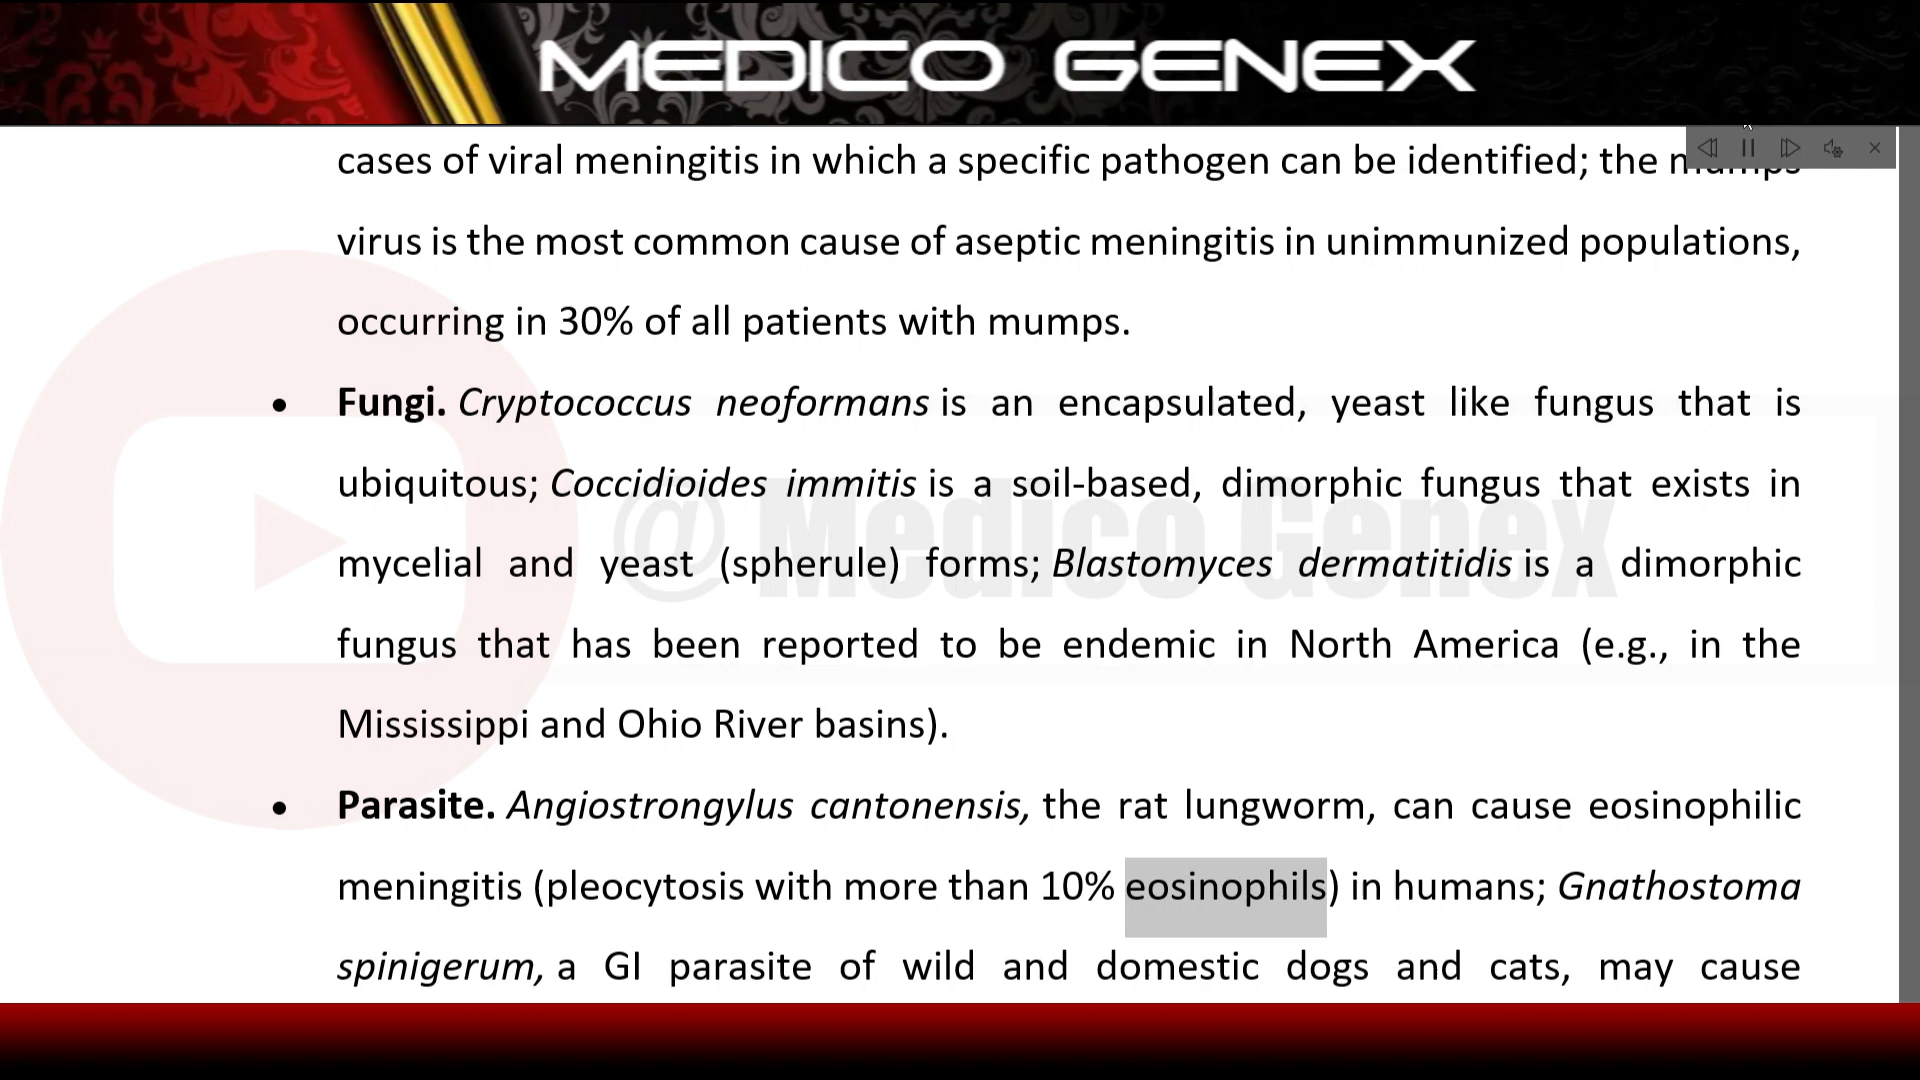 MEDICO GENEX
cases of viral meningitis in which a specific pathogen can be identified; the mumps
virus is the most common cause of aseptic meningitis in unimmunized populations,
occurring in 30% of all patients with mumps.
• Fungi. Cryptococcus neoformans is an encapsulated, yeast like fungus that is
ubiquitous; Coccidioides immitis is a soil-based, dimorphic fungus that exists in
mycelial and yeast (spherule) forms; Blastomyces dermatitidis is a dimorphic
fungus that has been reported to be endemic in North America (e.g., in the
Mississippi and Ohio River basins).
• Parasite. Angiostrongylus cantonensis, the rat lungworm, can cause eosinophilic
meningitis (pleocytosis with more than 10% eosinophils) in humans; Gnathostoma
spinigerum, a GI parasite of wild and domestic dogs and cats, may cause
@ Medico Genex